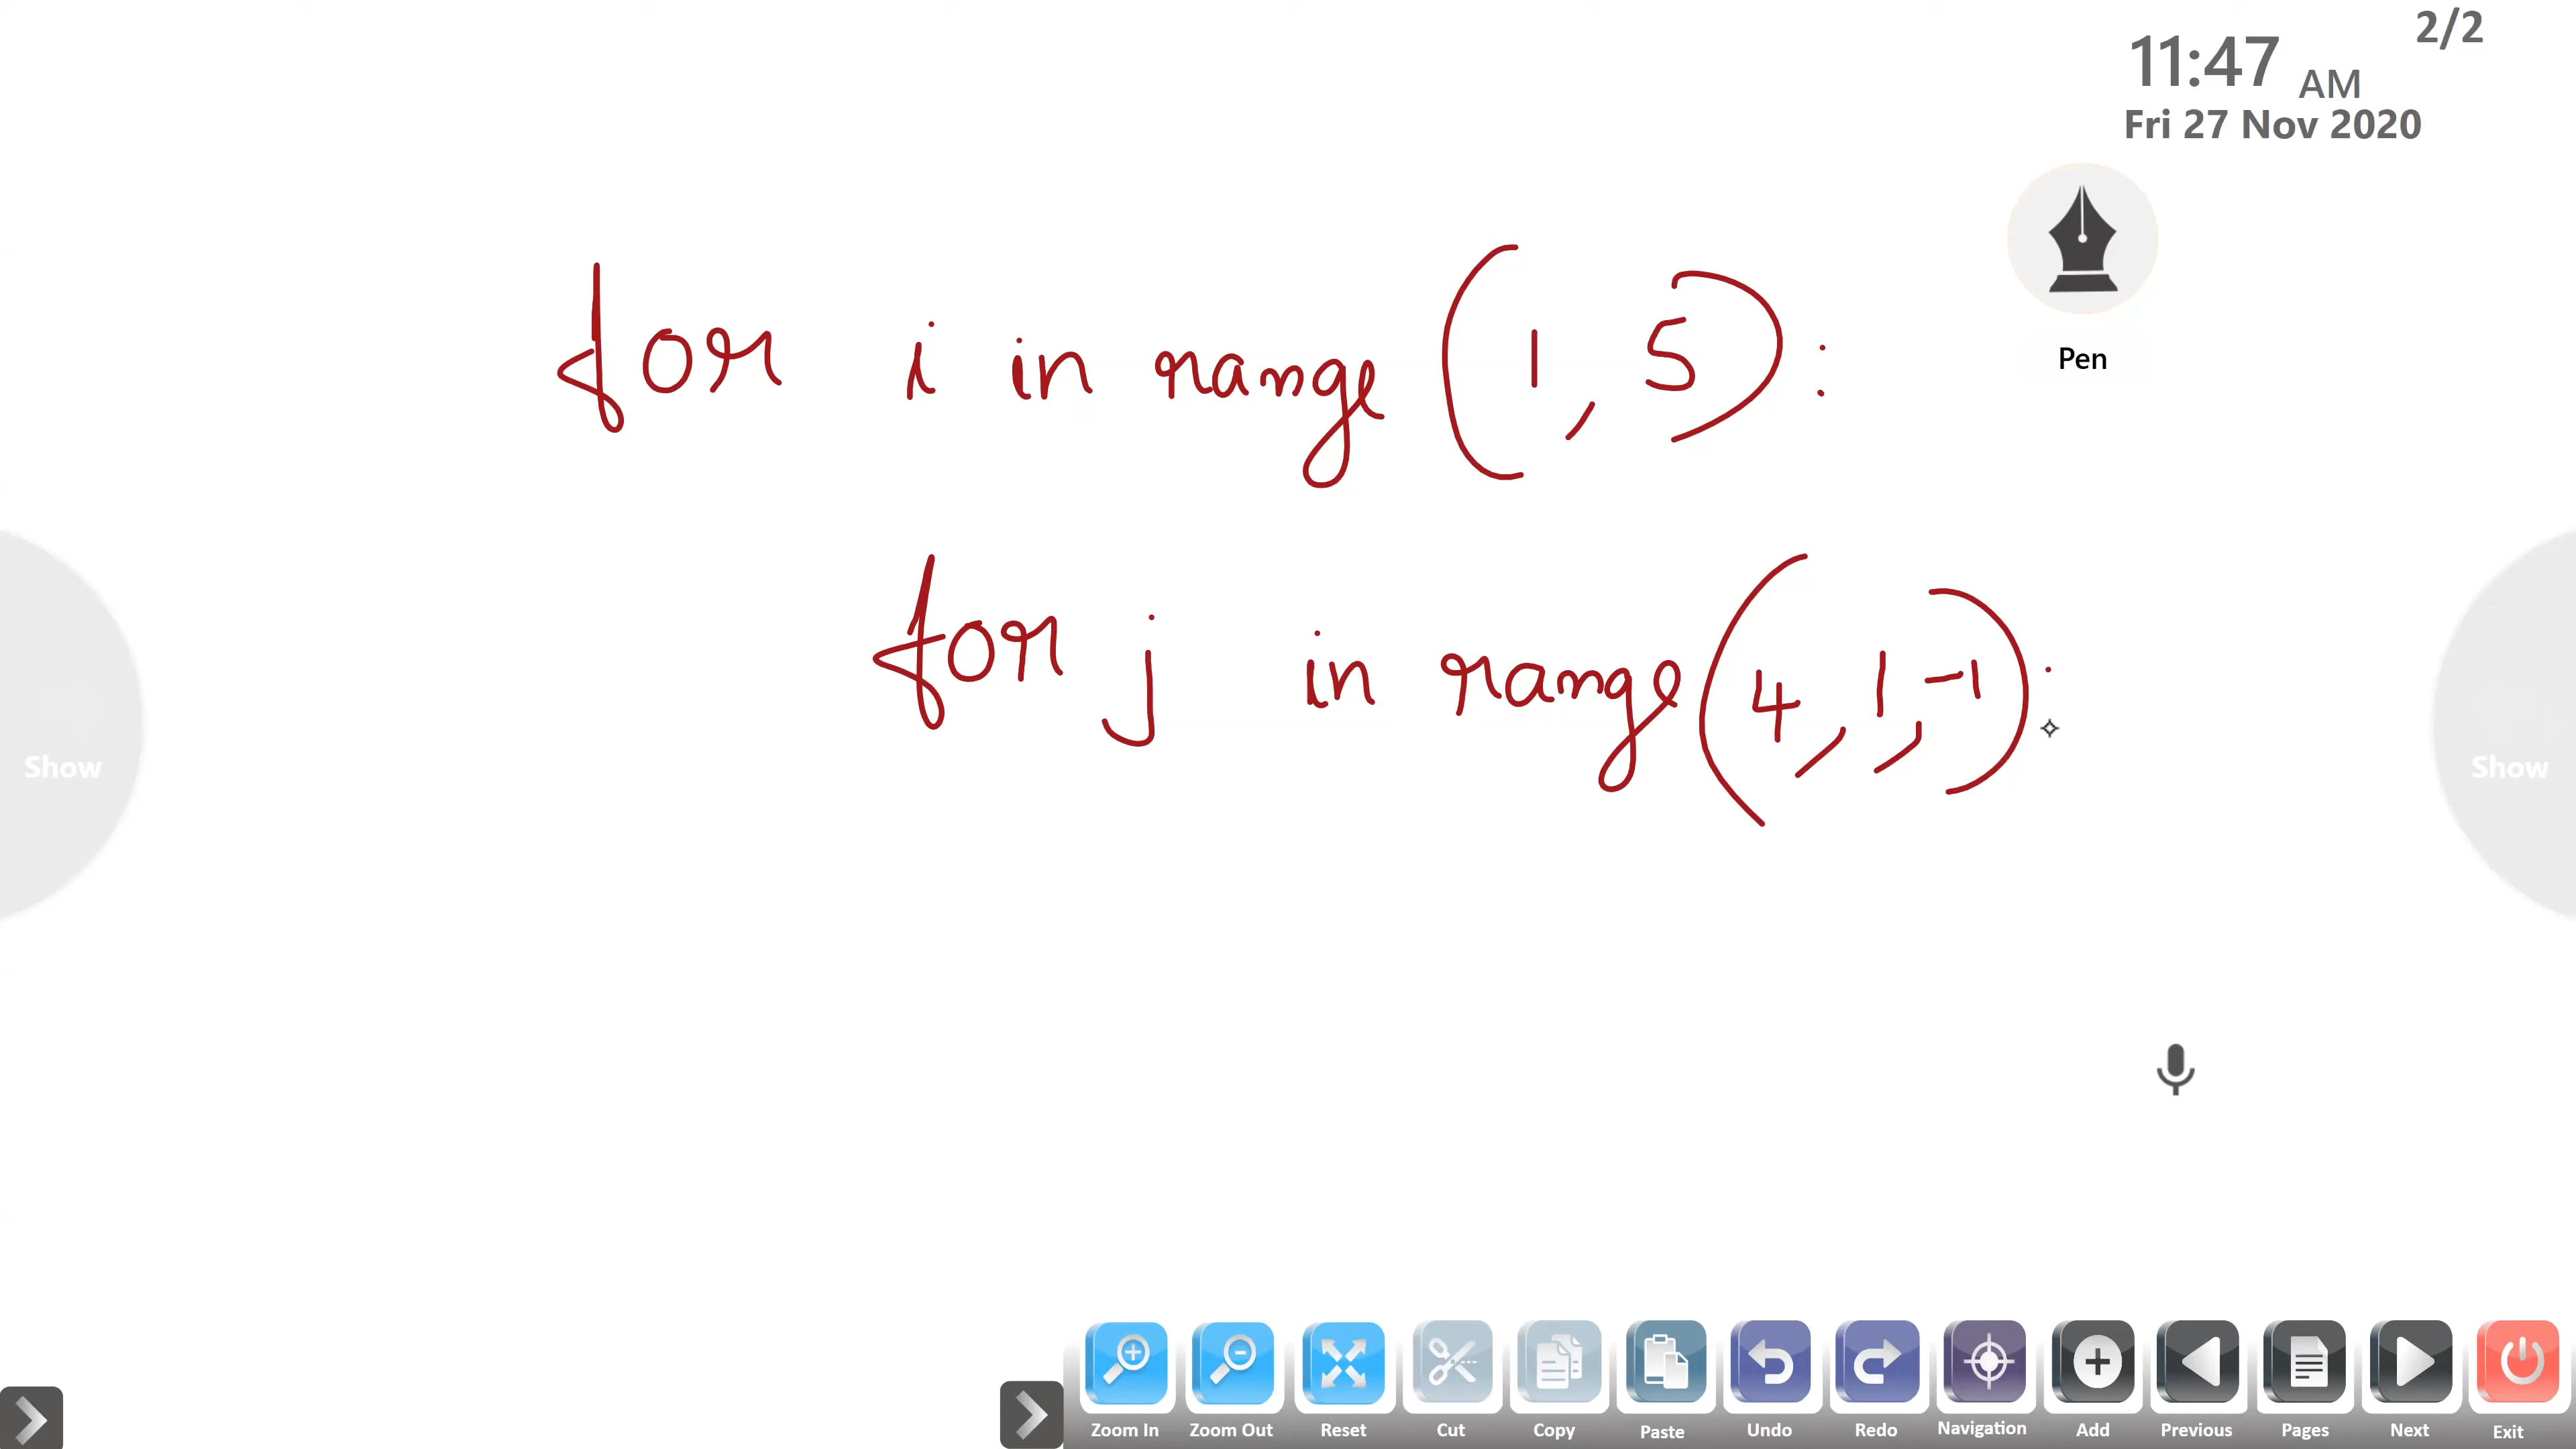 2/2
11:47 AM
Fri 27 Nov 2020
Pen
for i in range (1, 5):
for j in range (4, 1, -1):
Show
Show
Zoom In Zoom Out Reset Cut Copy Paste Undo Redo Navigation Add Previous Pages Next Exit